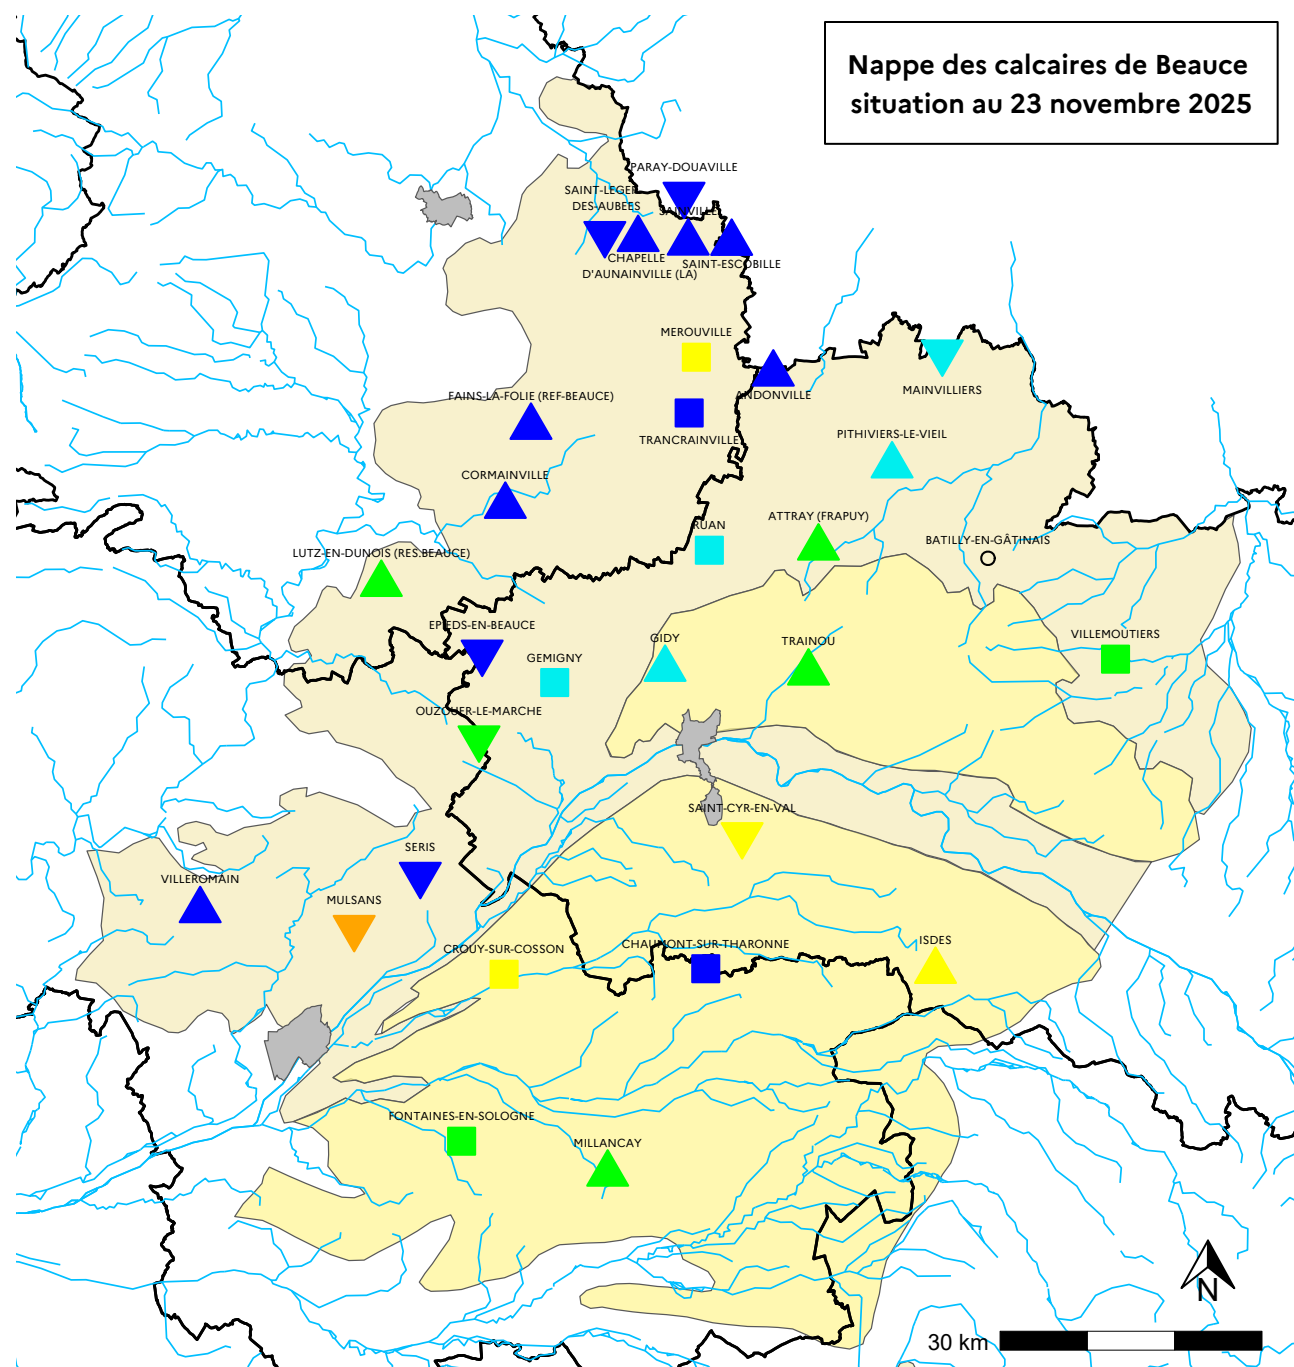 Nappe des calcaires de Beauce
situation au 23 novembre 2025
PARAY-DOUAVILLE
SAINT-LEGER-
DES-AUBEES
SAINVILLE
CHAPELLE
D'AUNAINVILLE (LA)
SAINT-ESCOBILLE
MEROUVILLE
ANDONVILLE
MAINVILLIERS
FAINS-LA-FOLIE (REF-BEAUCE)
TRANCRAINVILLE
PITHIVIERS-LE-VIEIL
CORMAINVILLE
RUAN
ATTRAY (FRAPUY)
BATILLY-EN-GÂTINAIS
LUTZ-EN-DUNOIS (RES.BEAUCE)
EPIEDS-EN-BEAUCE
GEMIGNY
GIDY
TRAINOU
VILLEMOUTIERS
OUZOUER-LE-MARCHE
SAINT-CYR-EN-VAL
SERIS
VILLEROMAIN
MULSANS
CROUY-SUR-COSSON
CHAUMONT-SUR-THARONNE
ISDES
FONTAINES-EN-SOLOGNE
MILLANCAY
N
30 km